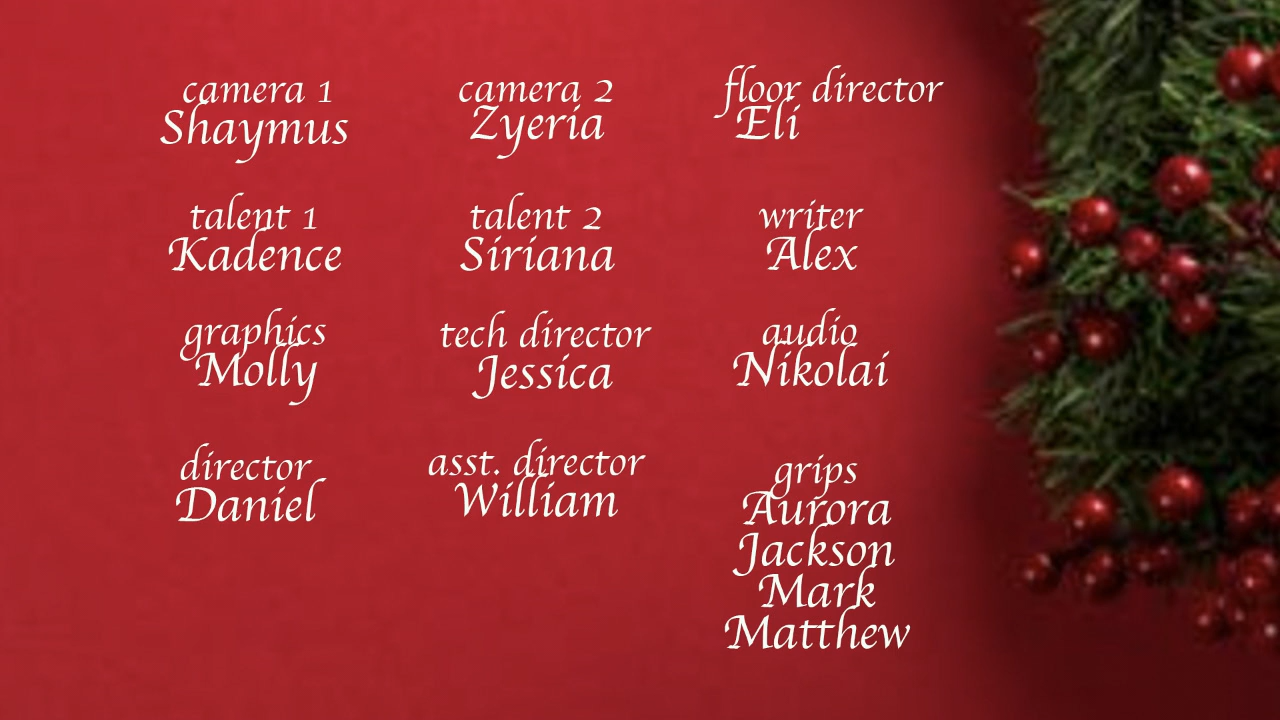 camera 1
Shaymus
camera 2
Zyeria
floor director
Eli
talent 1
Kadence
talent 2
Siriana
writer
Alex
graphics
Molly
tech director
Jessica
audio
Nikolai
director
Daniel
asst. director
William
grips
Aurora
Jackson
Mark
Matthew